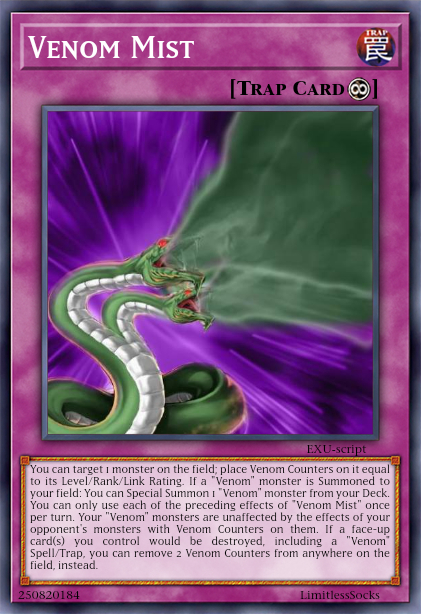 VENOM MIST
TRAP
罠
[TRAP CARD♾]
EXU-script
You can target 1 monster on the field; place Venom Counters on it equal
to its Level/Rank/Link Rating. If a "Venom" monster is Summoned to
your field: You can Special Summon 1 "Venom" monster from your Deck.
You can only use each of the preceding effects of "Venom Mist" once
per turn. Your "Venom" monsters are unaffected by the effects of your
opponent's monsters with Venom Counters on them. If a face-up
card(s) you control would be destroyed, including a "Venom"
Spell/Trap, you can remove 2 Venom Counters from anywhere on the
field, instead.
250820184
LimitlessSocks